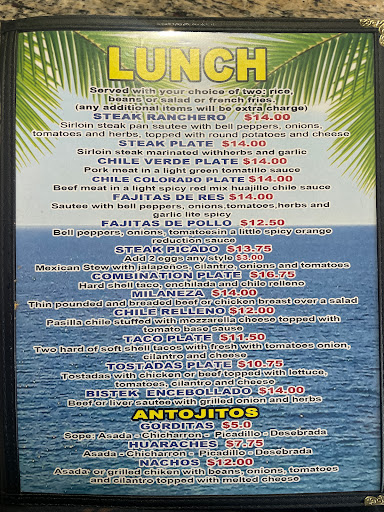 LUNCH
Served with your choice of two: rice,
beans or salad or french fries.
(any additional items will be extra charge)
STEAK RANCHERO $14.00
Sirloin steak pan sautee with bell peppers, onions,
tomatoes and herbs, topped with round potatoes and cheese
STEAK PLATE $14.00
Sirloin steak marinated withherbs and garlic
CHILE VERDE PLATE $14.00
Pork meat in a light green tomatillo sauce
CHILE COLORADO PLATE $14.00
Beef meat in a light spicy red mix huajillo chile sauce
FAJITAS DE RES $14.00
Sautee with bell peppers, onions,tomatoes,herbs and
garlic lite spicy
FAJITAS DE POLLO $12.50
Bell peppers, onions, tomatoesin a little spicy orange
reduction sauce
STEAK PICADO $13.75
Add 2 eggs any style $3.00
Mexican Stew with jalapenos, cilantro, onions and tomatoes
COMBINATION PLATE $16.75
Hard shell taco, enchilada and chile relleno
MILANEZA $14.00
Thin pounded and breaded beef or chicken breast over a salad
CHILE RELLENO $12.00
Pasilla chile stuffed with mozzarella cheese topped with
tomato base sauce
TACO PLATE $11.50
Two hard of soft shell tacos with fresh with tomatoes onion,
cilantro and cheese
TOSTADAS PLATE $10.75
Tostadas with chicken or beef topped with lettuce,
tomatoes, cilantro and cheese
BISTEK ENCEBOLLADO $14.00
Beef or liver sautee with grilled onion and herbs
ANTOJITOS
GORDITAS $5.0
Sope: Asada - Chicharron - Picadillo - Desebrada
HUARACHES $7.75
Asada - Chicharron - Picadillo - Desebrada
NACHOS $12.00
Asada or grilled chiken with beans, onions, tomatoes
and cilantro topped with melted cheese